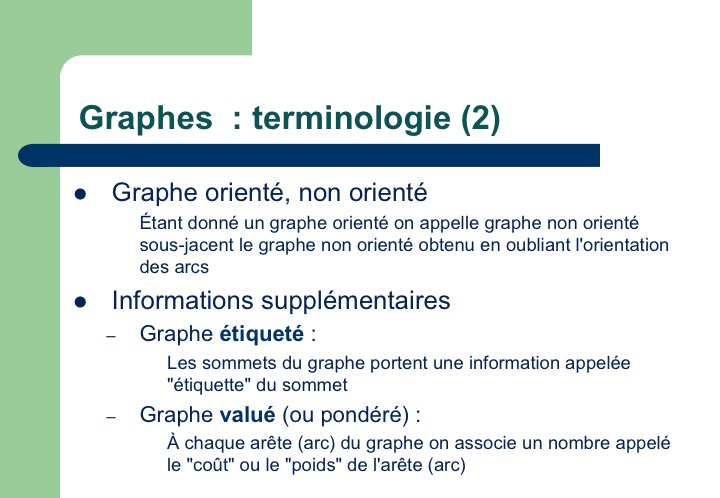 Graphes : terminologie (2)
● Graphe orienté, non orienté
Étant donné un graphe orienté on appelle graphe non orienté
sous-jacent le graphe non orienté obtenu en oubliant l'orientation
des arcs
● Informations supplémentaires
– Graphe étiqueté :
Les sommets du graphe portent une information appelée
"étiquette" du sommet
– Graphe valué (ou pondéré) :
À chaque arête (arc) du graphe on associe un nombre appelé
le "coût" ou le "poids" de l'arête (arc)